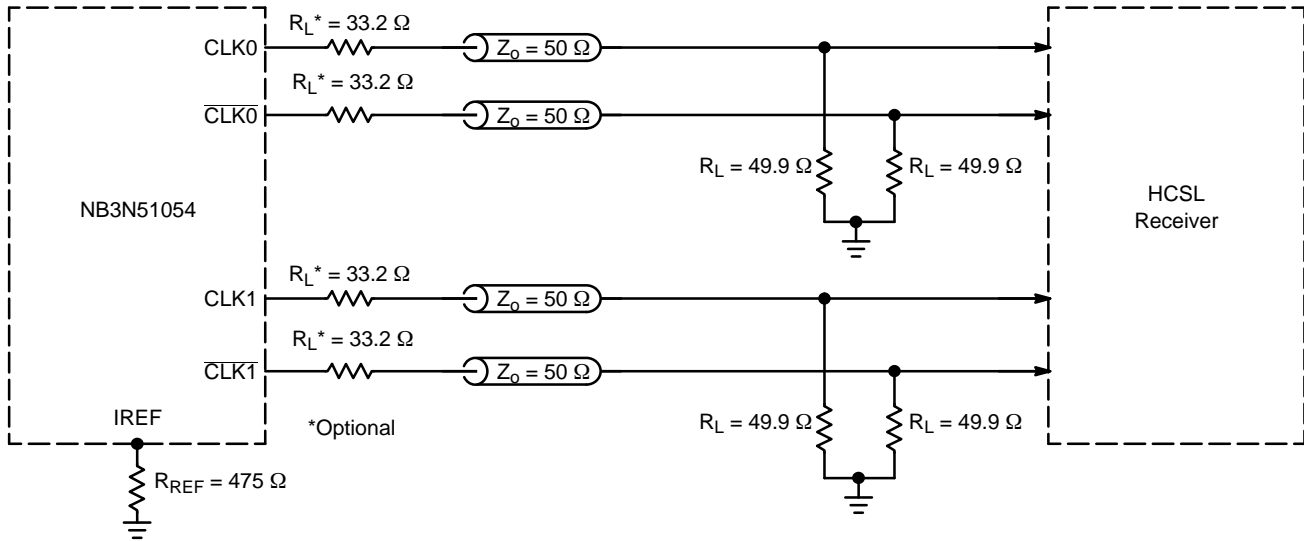 R_L* = 33.2 Ω
CLK0
Z_o = 50 Ω
R_L* = 33.2 Ω
C̅L̅K̅0̅
Z_o = 50 Ω
R_L = 49.9 Ω
R_L = 49.9 Ω
NB3N51054
HCSL
Receiver
R_L* = 33.2 Ω
CLK1
Z_o = 50 Ω
R_L* = 33.2 Ω
C̅L̅K̅1̅
Z_o = 50 Ω
IREF
*Optional
R_L = 49.9 Ω
R_L = 49.9 Ω
R_REF = 475 Ω